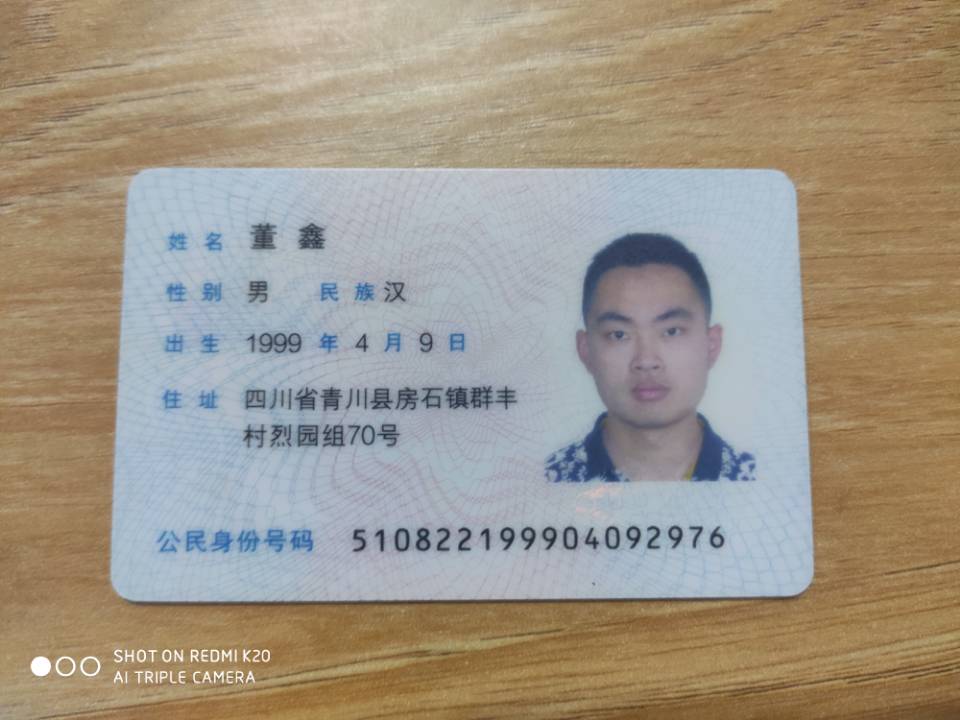 姓名 董鑫
性别 男 民族 汉
出生 1999 年 4 月 9 日
住址 四川省青川县房石镇群丰
村烈园组70号
公民身份号码 510822199904092976
SHOT ON REDMI K20
AI TRIPLE CAMERA